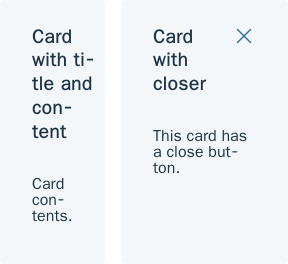 Card
with ti-
tle and
con-
tent
Card
con-
tents.
Card
with
closer
This card has
a close but-
ton.